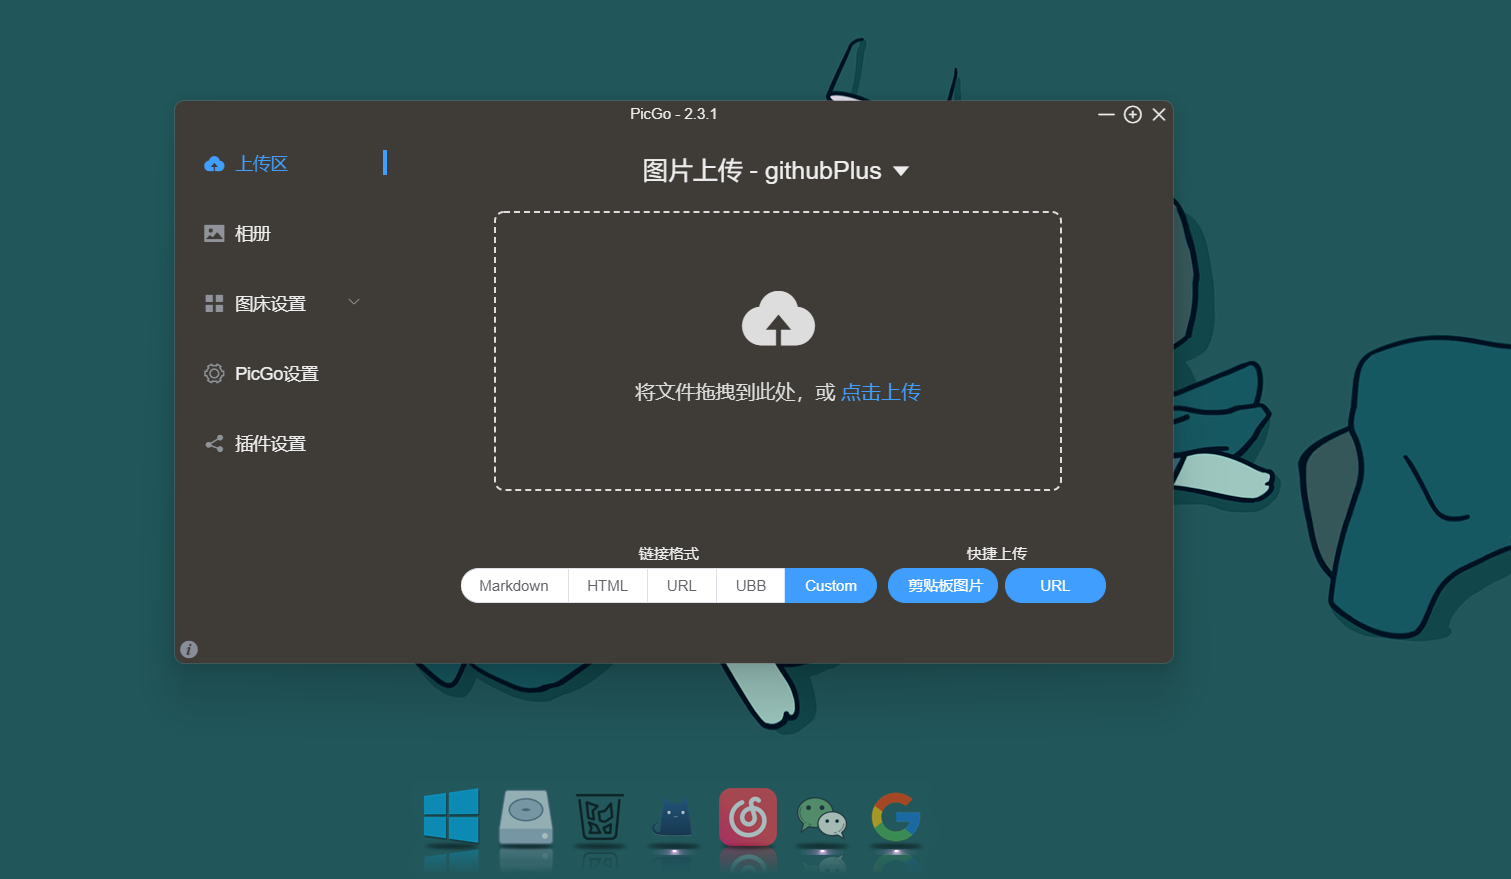 PicGo - 2.3.1
上传区
相册
图床设置
PicGo设置
插件设置
图片上传 - githubPlus
将文件拖拽到此处，或 点击上传
链接格式
Markdown
HTML
URL
UBB
Custom
快捷上传
剪贴板图片
URL